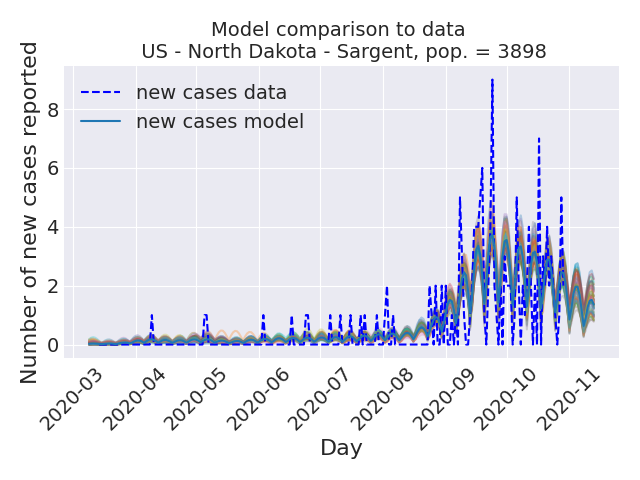 Model comparison to data
US - North Dakota - Sargent, pop. = 3898
Number of new cases reported
8
6
4
2
0
new cases data
new cases model
2020-03
2020-04
2020-05
2020-06
2020-07
2020-08
2020-09
2020-10
2020-11
Day